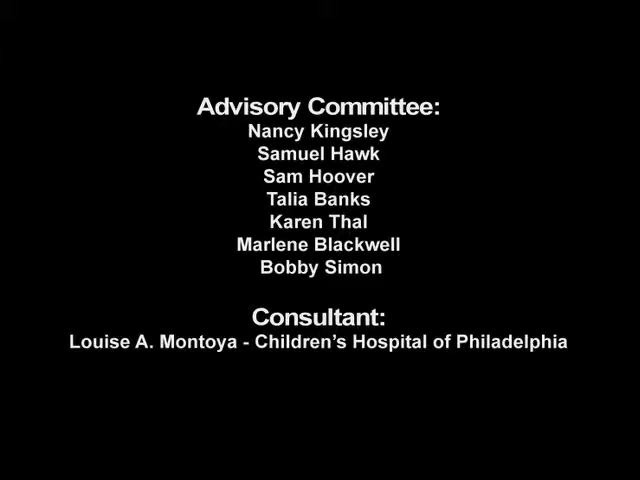 Advisory Committee:
Nancy Kingsley
Samuel Hawk
Sam Hoover
Talia Banks
Karen Thal
Marlene Blackwell
Bobby Simon
Consultant:
Louise A. Montoya - Children’s Hospital of Philadelphia